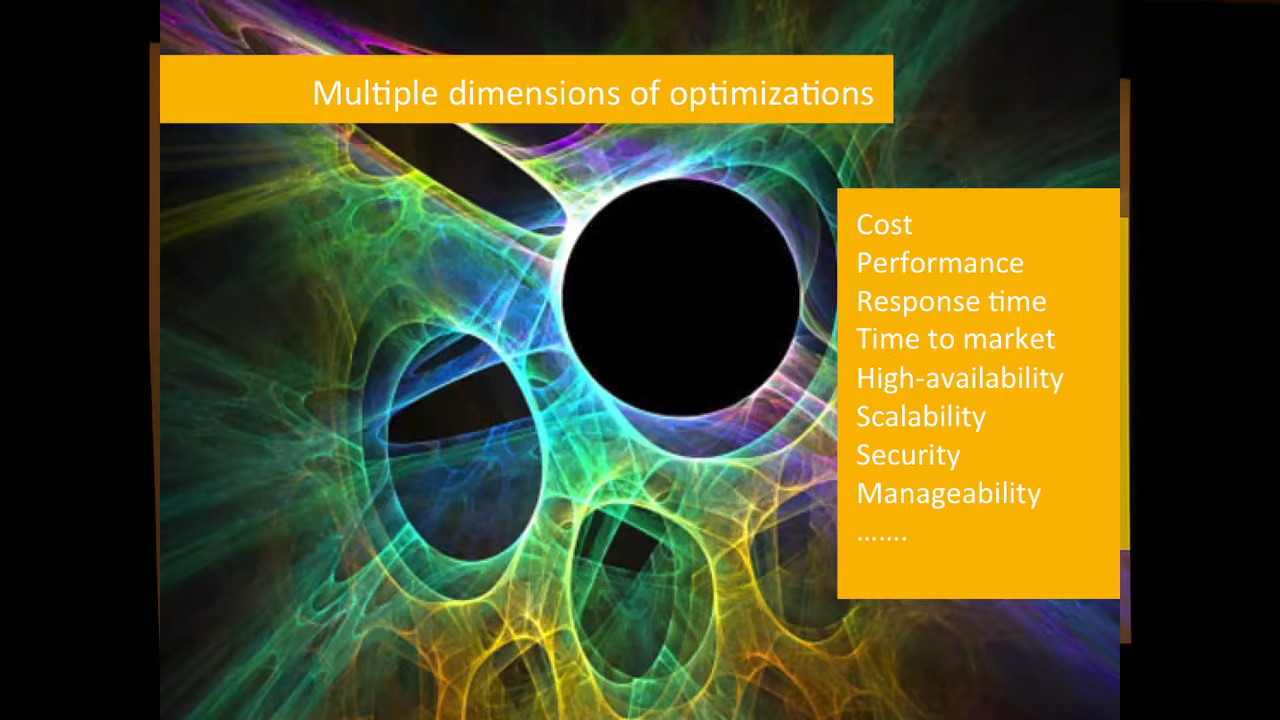 Multiple dimensions of optimizations
Cost
Performance
Response time
Time to market
High-availability
Scalability
Security
Manageability
…….